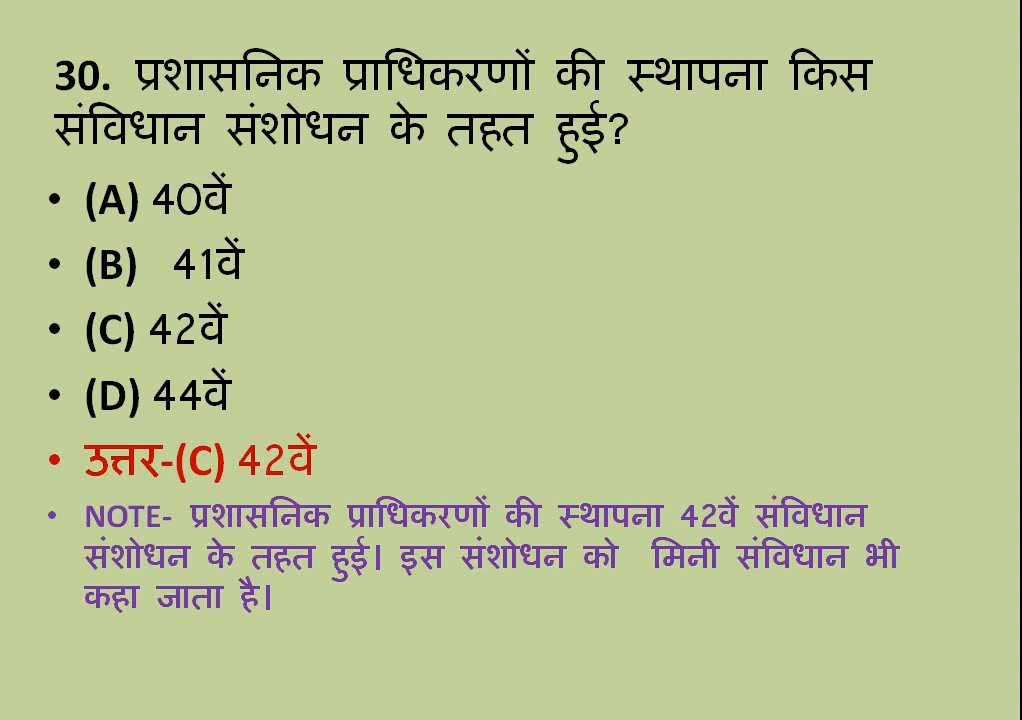 30. प्रशासनिक प्राधिकरणों की स्थापना किस
संविधान संशोधन के तहत हुई?
• (A) 40वें
• (B) 41वें
• (C) 42वें
• (D) 44वें
• उत्तर-(C) 42वें
• NOTE- प्रशासनिक प्राधिकरणों की स्थापना 42वें संविधान
संशोधन के तहत हुई। इस संशोधन को मिनी संविधान भी
कहा जाता है।